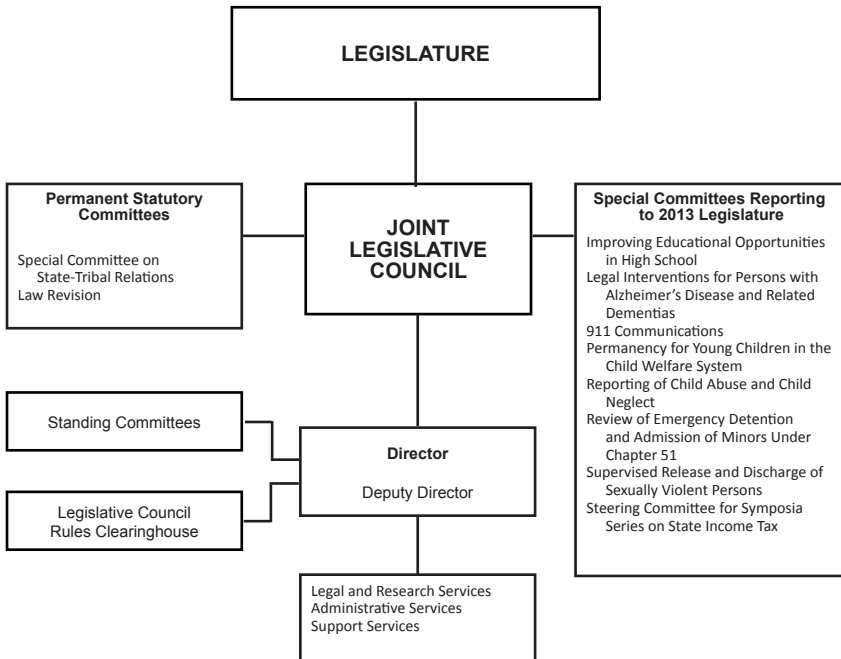 LEGISLATURE
Permanent Statutory
Committees
Special Committee on
State-Tribal Relations
Law Revision
JOINT
LEGISLATIVE
COUNCIL
Special Committees Reporting
to 2013 Legislature
Improving Educational Opportunities
in High School
Legal Interventions for Persons with
Alzheimer’s Disease and Related
Dementias
911 Communications
Permanency for Young Children in the
Child Welfare System
Reporting of Child Abuse and Child
Neglect
Review of Emergency Detention
and Admission of Minors Under
Chapter 51
Supervised Release and Discharge of
Sexually Violent Persons
Steering Committee for Symposia
Series on State Income Tax
Standing Committees
Legislative Council
Rules Clearinghouse
Director
Deputy Director
Legal and Research Services
Administrative Services
Support Services